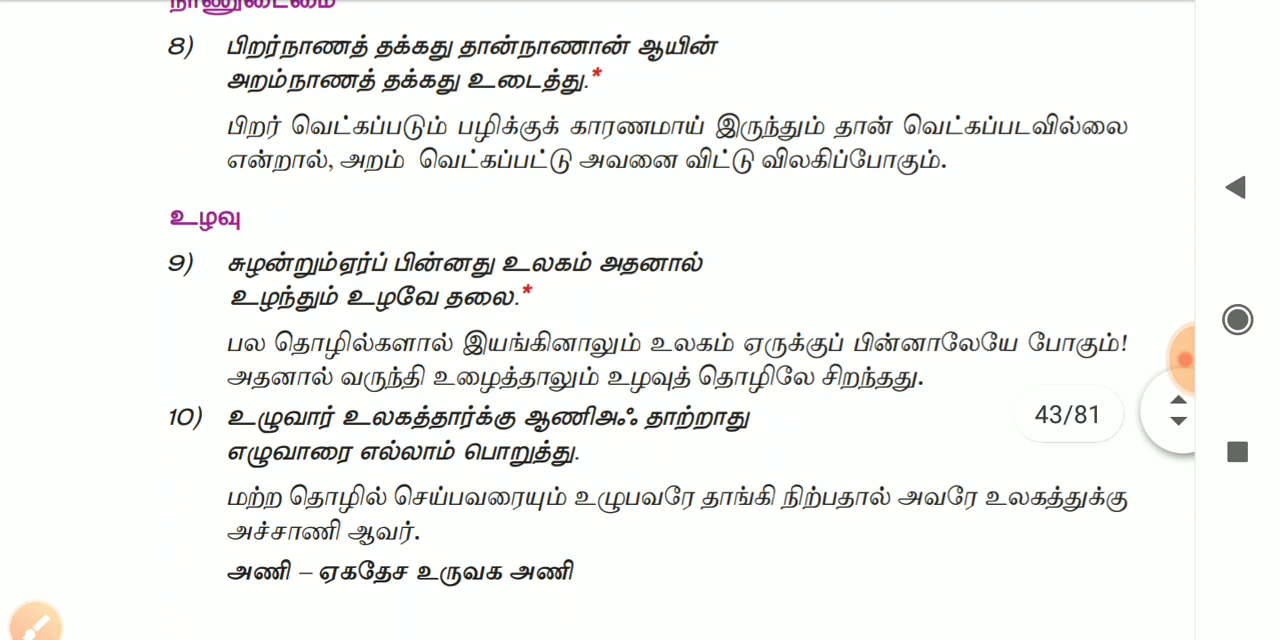 நாணுடைமை
8) பிறர்நாணத் தக்கது தான்நாணான் ஆயின்
அறம்நாணத் தக்கது உடைத்து.*
பிறர் வெட்கப்படும் பழிக்குக் காரணமாய் இருந்தும் தான் வெட்கப்படவில்லை
என்றால், அறம் வெட்கப்பட்டு அவனை விட்டு விலகிப்போகும்.
உழவு
9) சுழன்றும்ஏர்ப் பின்னது உலகம் அதனால்
உழந்தும் உழவே தலை.*
பல தொழில்களால் இயங்கினாலும் உலகம் ஏருக்குப் பின்னாலேயே போகும்!
அதனால் வருந்தி உழைத்தாலும் உழவுத் தொழிலே சிறந்தது.
10) உழுவார் உலகத்தார்க்கு ஆணிஅஃ தாற்றாது
எழுவாரை எல்லாம் பொறுத்து.
43/81
மற்ற தொழில் செய்பவரையும் உழுபவரே தாங்கி நிற்பதால் அவரே உலகத்துக்கு
அச்சாணி ஆவர்.
அணி – ஏகதேச உருவக அணி